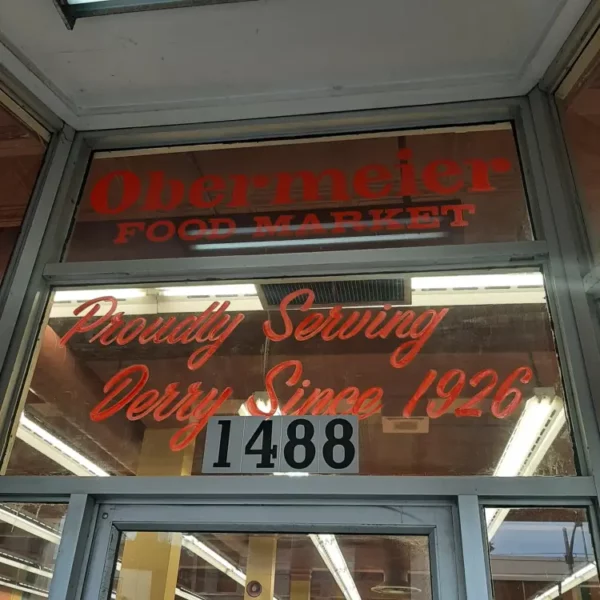 Obermeier
FOOD MARKET
Proudly Serving
Derry Since 1926
1488